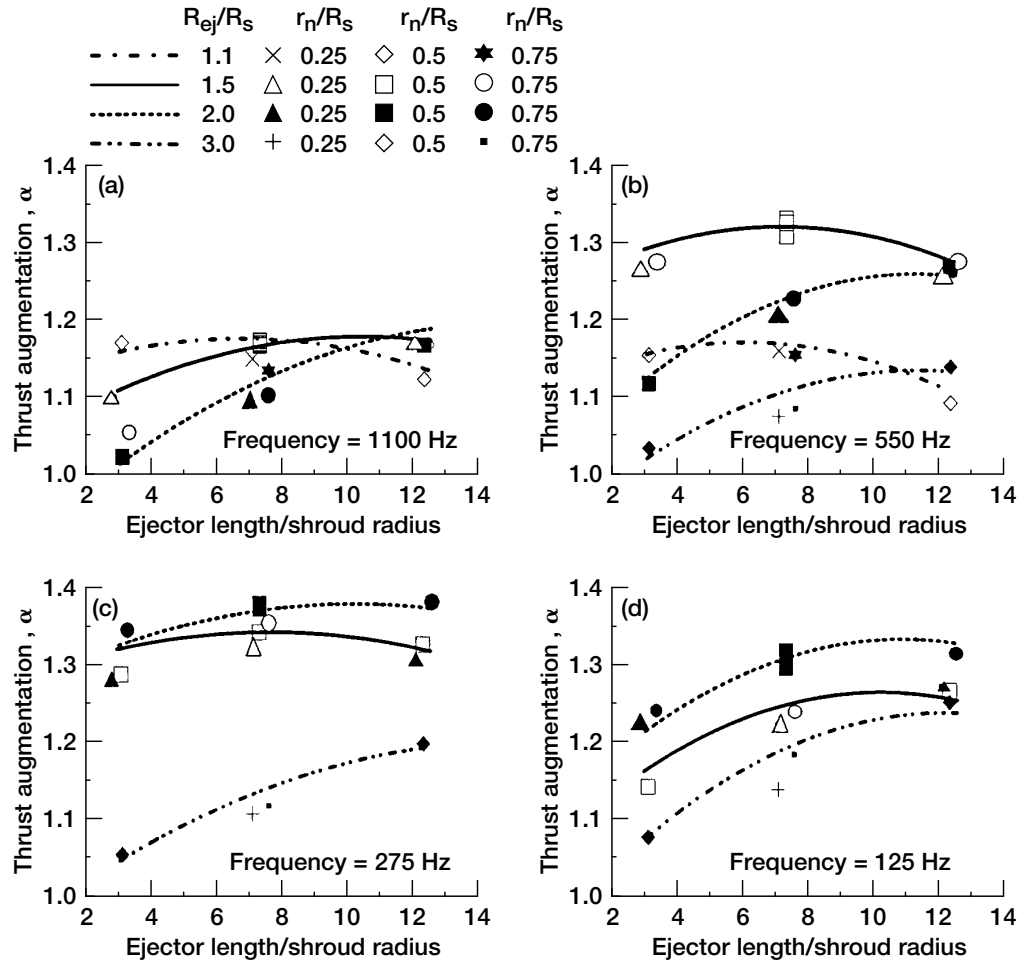 R_ej/R_s r_n/R_s r_n/R_s r_n/R_s
1.1 0.25 0.5 0.75
1.5 0.25 0.5 0.75
2.0 0.25 0.5 0.75
3.0 0.25 0.5 0.75
(a)
Thrust augmentation , α
1.4
1.3
1.2
1.1
1.0
Frequency = 1100 Hz
2 4 6 8 10 12 14
Ejector length/shroud radius
(b)
Thrust augmentation , α
1.4
1.3
1.2
1.1
1.0
Frequency = 550 Hz
2 4 6 8 10 12 14
Ejector length/shroud radius
(c)
Thrust augmentation , α
1.4
1.3
1.2
1.1
1.0
Frequency = 275 Hz
2 4 6 8 10 12 14
Ejector length/shroud radius
(d)
Thrust augmentation , α
1.4
1.3
1.2
1.1
1.0
Frequency = 125 Hz
2 4 6 8 10 12 14
Ejector length/shroud radius